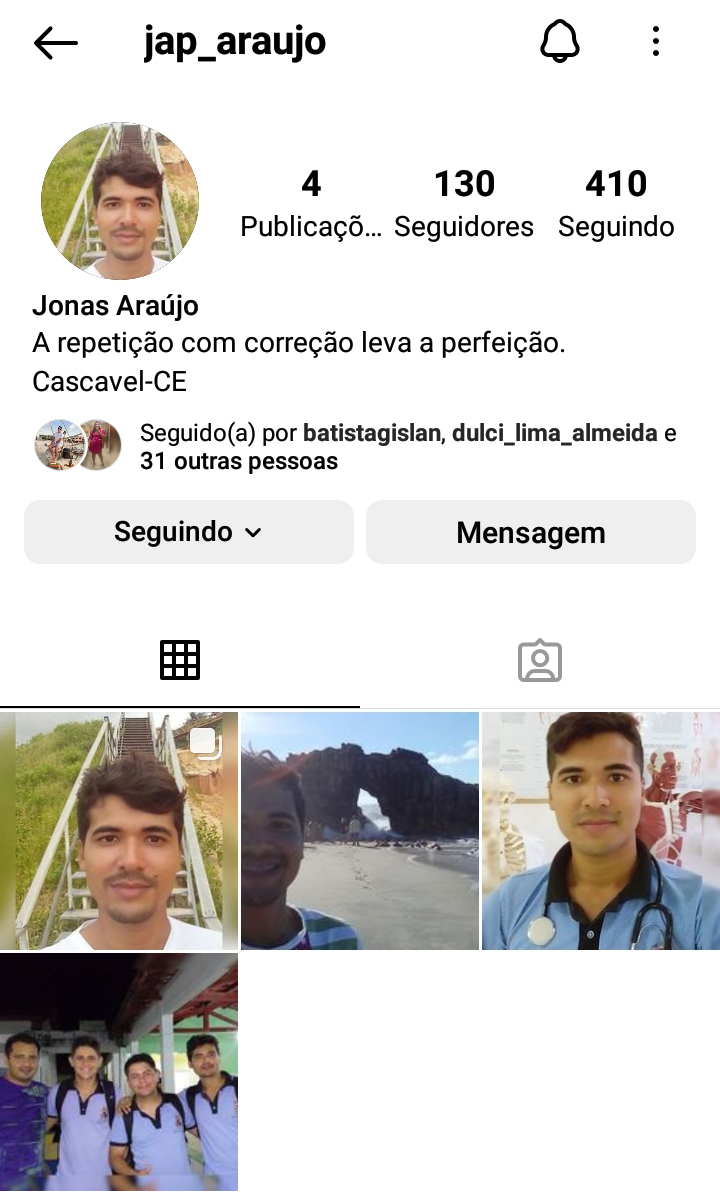 jap_araujo
4 130 410
Publicaçõ... Seguidores Seguindo
Jonas Araújo
A repetição com correção leva a perfeição.
Cascavel-CE
Seguido(a) por batistagislan, dulci_lima_almeida e
31 outras pessoas
Seguindo Mensagem